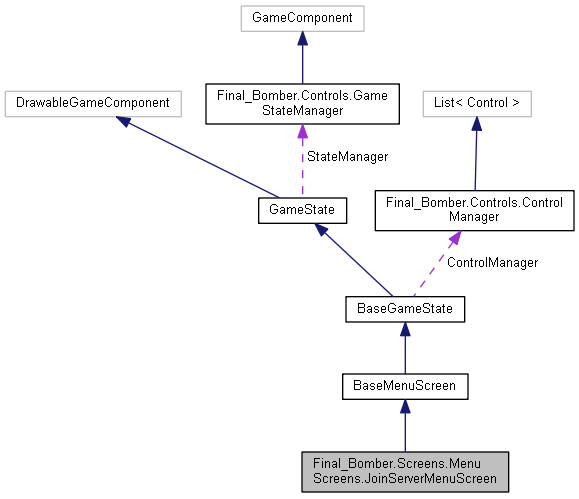 GameComponent
DrawableGameComponent
Final_Bomber.Controls.Game
StateManager
List< Control >
StateManager
GameState
Final_Bomber.Controls.Control
Manager
ControlManager
BaseGameState
BaseMenuScreen
Final_Bomber.Screens.Menu
Screens.JoinServerMenuScreen